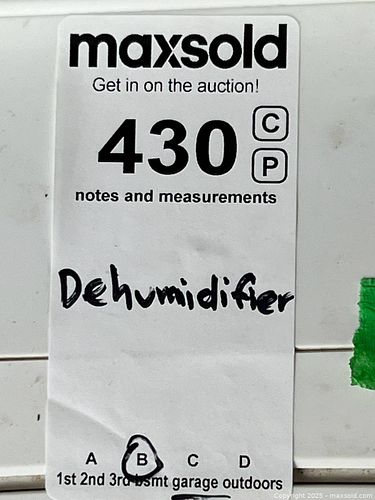 maxsold
Get in on the auction!
430 C
P
notes and measurements
Dehumidifier
A B C D
1st 2nd 3rd bsmt garage outdoors
Copyright 2025 - maxsold.com